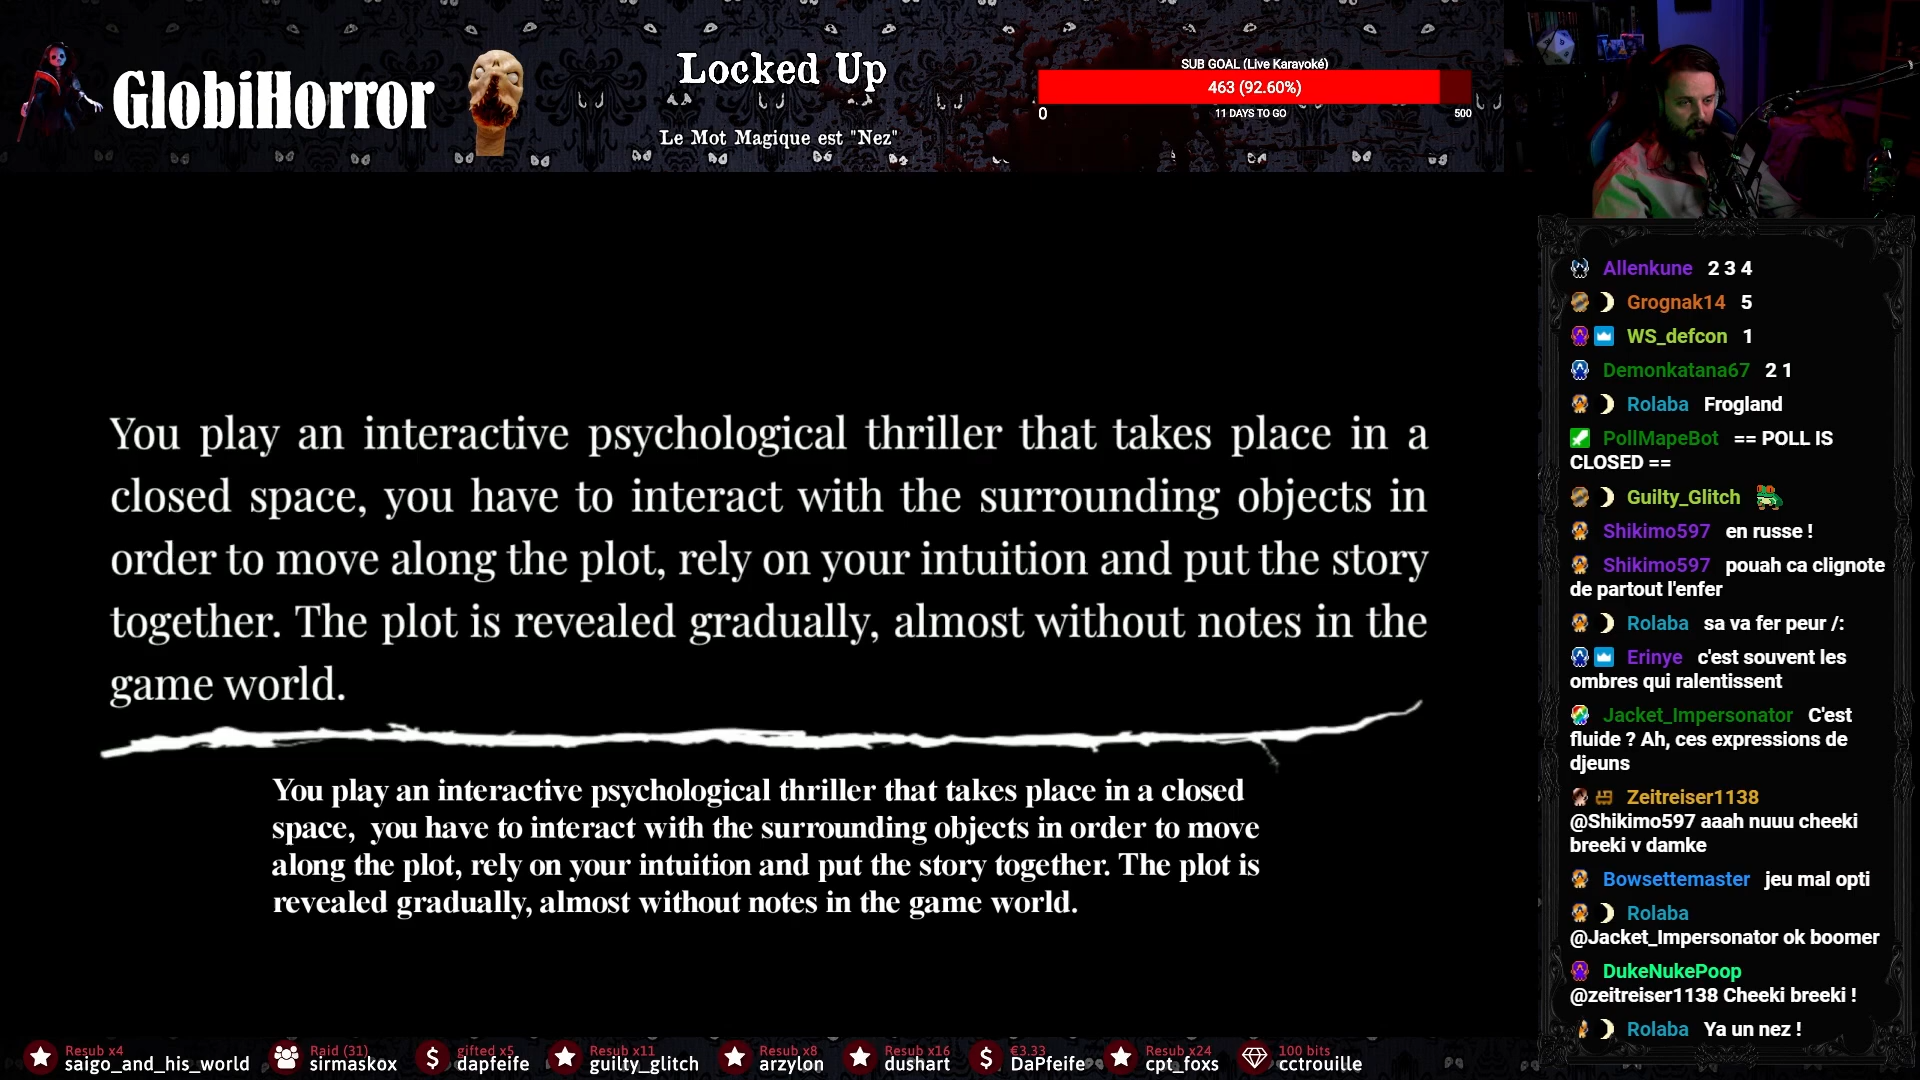 GlobiHorror
Locked Up
Le Mot Magique est "Nez"
SUB GOAL (Live Karayoké)
463 (92.60%)
0
11 DAYS TO GO
500
You play an interactive psychological thriller that takes place in a
closed space, you have to interact with the surrounding objects in
order to move along the plot, rely on your intuition and put the story
together. The plot is revealed gradually, almost without notes in the
game world.
You play an interactive psychological thriller that takes place in a closed
space, you have to interact with the surrounding objects in order to move
along the plot, rely on your intuition and put the story together. The plot is
revealed gradually, almost without notes in the game world.
Allenkune 2 3 4
Grognak14 5
WS_defcon 1
Demonkatana67 2 1
Rolaba Frogland
PollMapeBot == POLL IS
CLOSED ==
Guilty_Glitch
Shikimo597 en russe !
Shikimo597 pouah ca clignote
de partout l'enfer
Rolaba sa va fer peur /:
Erinye c'est souvent les
ombres qui ralentissent
Jacket_Impersonator C'est
fluide ? Ah, ces expressions de
djeuns
Zeitreiser1138
@Shikimo597 aaah nuuu cheeki
breeki v damke
Bowsettemaster jeu mal opti
Rolaba
@Jacket_Impersonator ok boomer
DukeNukePoop
@zeitreiser1138 Cheeki breeki !
Rolaba Ya un nez !
Resub x4
saigo_and_his_world
Raid (31)
sirmaskox
gifted x5
dapfeife
Resub x11
guilty_glitch
Resub x8
arzylon
Resub x16
dushart
€3.33
DaPfeife
Resub x24
cpt_foxs
100 bits
cctrouille